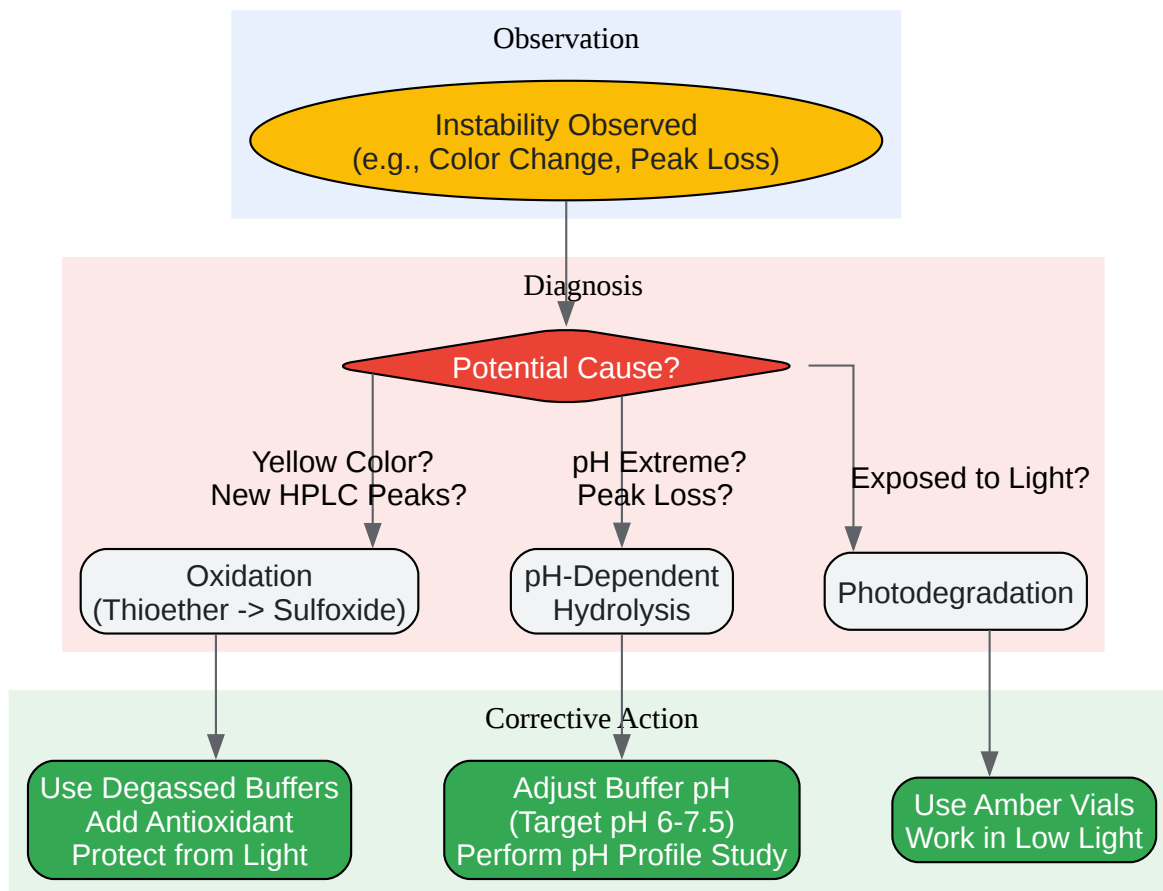 Observation
Instability Observed
(e.g., Color Change, Peak Loss)
Diagnosis
Potential Cause?
Yellow Color?
New HPLC Peaks?
pH Extreme?
Peak Loss?
Exposed to Light?
Oxidation
(Thioether -> Sulfoxide)
pH-Dependent
Hydrolysis
Photodegradation
Corrective Action
Use Degassed Buffers
Add Antioxidant
Protect from Light
Adjust Buffer pH
(Target pH 6-7.5)
Perform pH Profile Study
Use Amber Vials
Work in Low Light